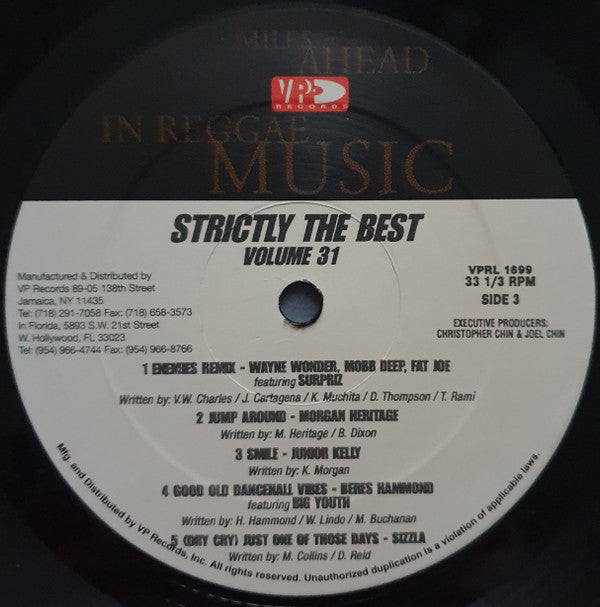 MILES
AHEAD
VP
RECORDS
IN REGGAE
MUSIC
STRICTLY THE BEST
VOLUME 31
Manufactured & Distributed by
VP Records 89-05 138th Street
Jamaica, NY 11435
Tel: (718) 291-7058 Fax: (718) 658-3573
in Florida, 5893 S.W. 21st Street
W. Hollywood, FL 33023
Tel: (954) 966-4744 Fax: (954) 966-8766
VPRL 1699
33 1/3 RPM
SIDE 3
EXECUTIVE PRODUCERS:
CHRISTOPHER CHIN & JOEL CHIN
1 ENEMIES REMIX - WAYNE WONDER, MOBB DEEP, FAT JOE
featuring SURPRIZ
Written by: V.W. Charles / J. Cartagena / K. Muchita / D. Thompson / T. Rami
2 JUMP AROUND - MORGAN HERITAGE
Written by: M. Heritage / B. Dixon
3 SMILE - JUNIOR KELLY
Written by: K. Morgan
4 GOOD OLD DANCEHALL VIBES - BERES HAMMOND
featuring BIG YOUTH
Written by: H. Hammond / W. Lindo / M. Buchanan
5 (DRY CRY) JUST ONE OF THOSE DAYS - SIZZLA
Written by: M. Collins / D. Reid
Mfg. and Distributed by VP Records, Inc. All rights reserved. Unauthorized duplication is a violation of applicable laws.